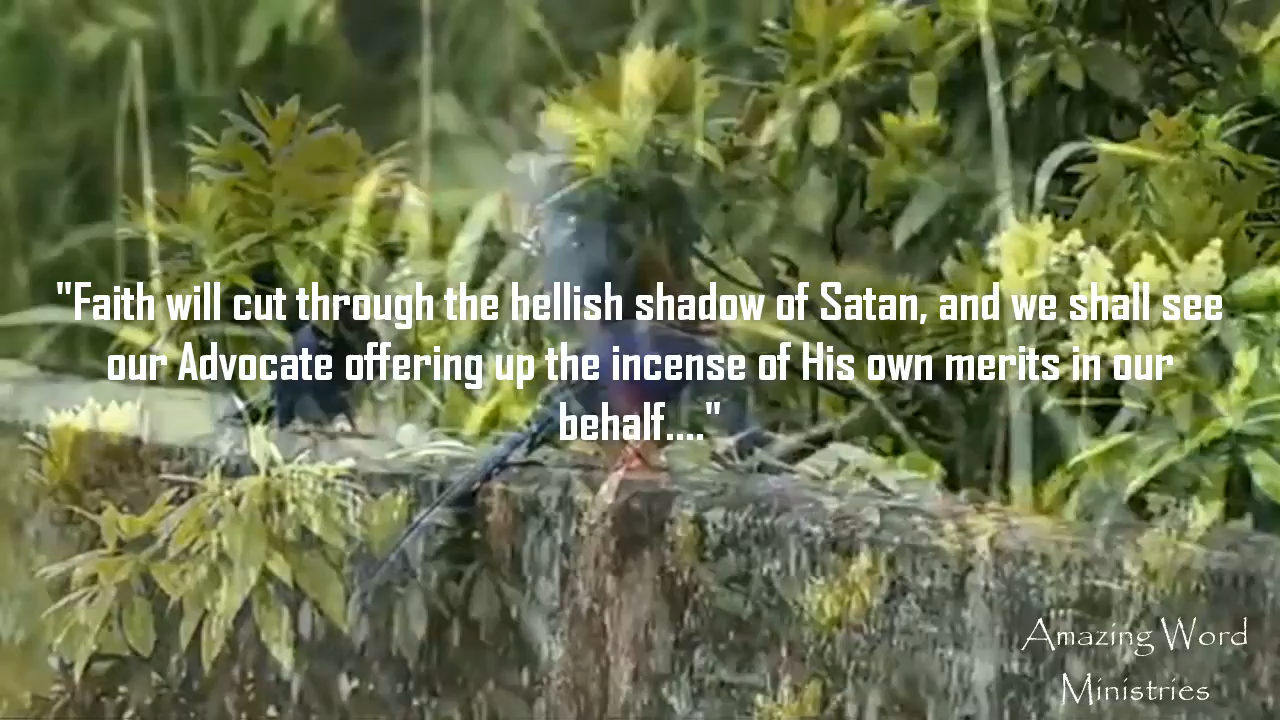 "Faith will cut through the hellish shadow of Satan, and we shall see
our Advocate offering up the incense of His own merits in our
behalf...."
Amazing Word
Ministries